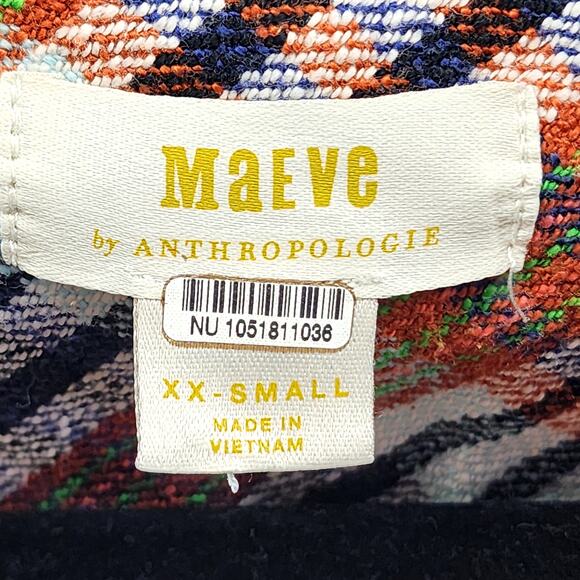 MaEve
by ANTHROPOLOGIE
NU 1051811036
XX-SMALL
MADE IN
VIETNAM